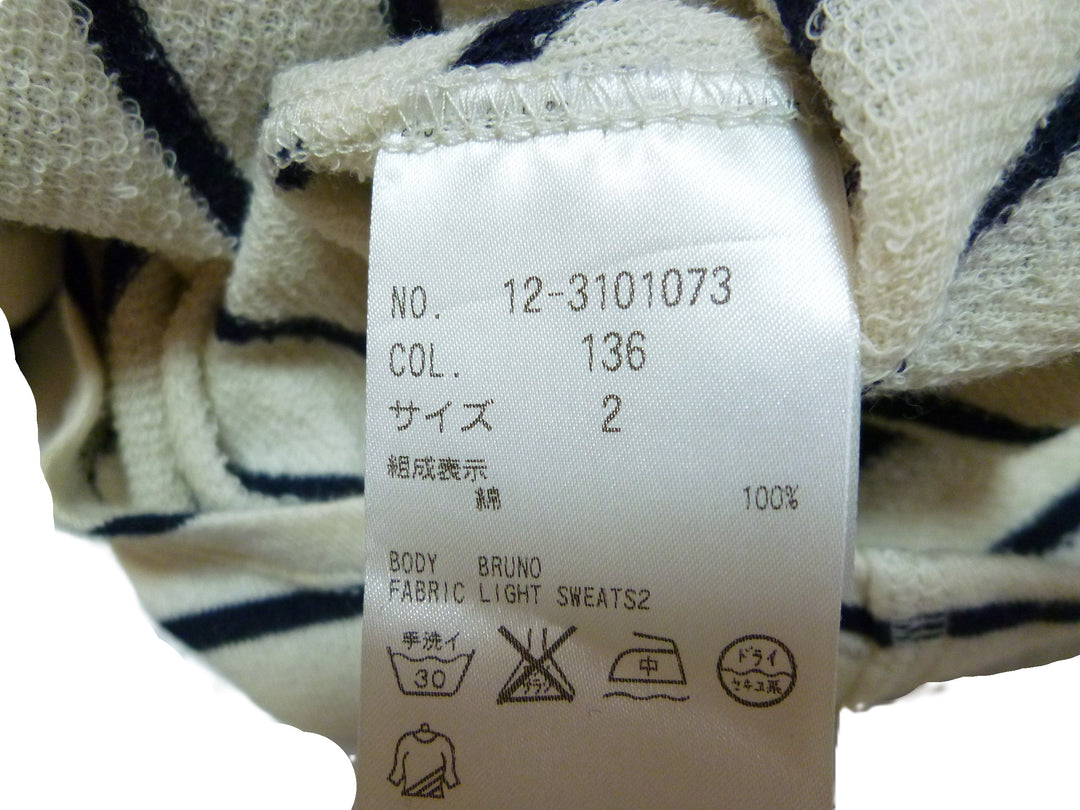 NO. 12-3101073
COL. 136
サイズ 2
組成表示
綿 100%
BODY BRUNO
FABRIC LIGHT SWEATS2
手洗イ
30
中
ドライ
セキユ系